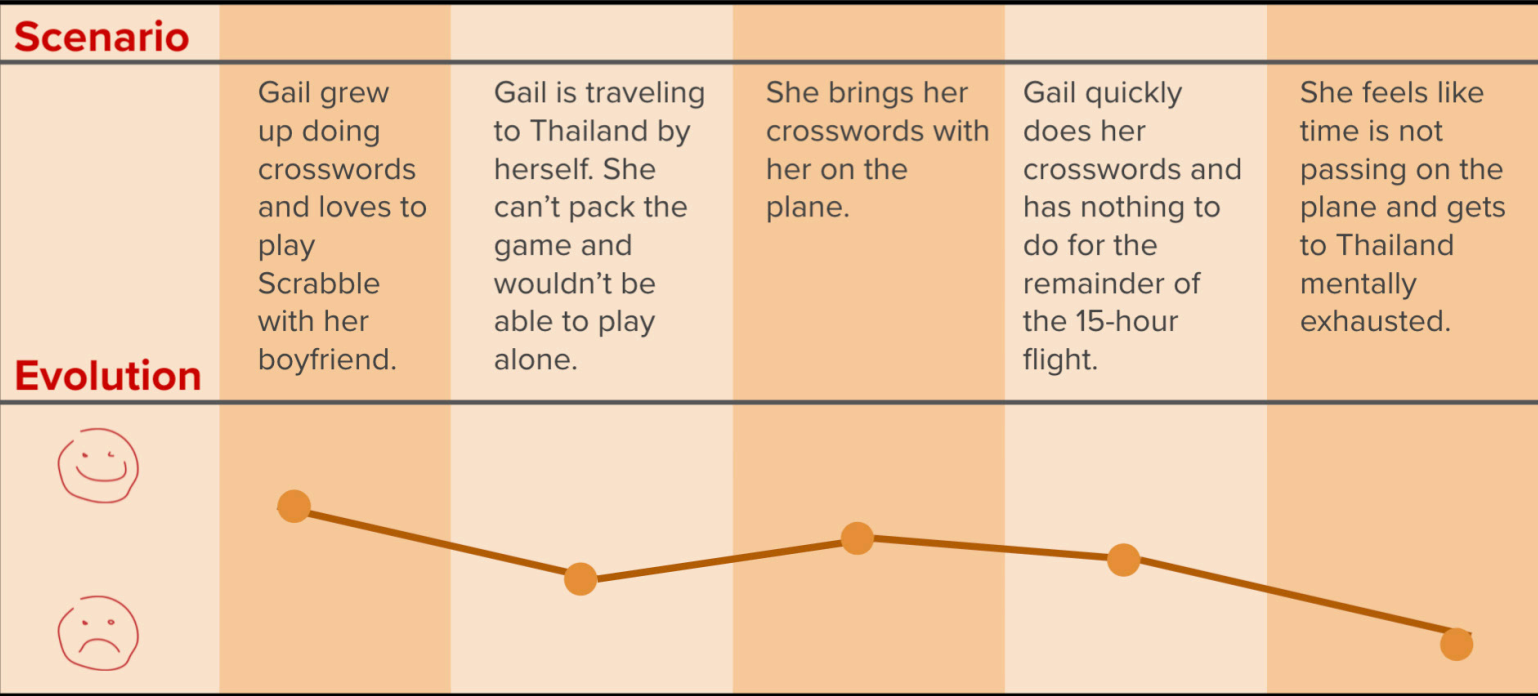 Scenario
Gail grew
up doing
crosswords
and loves to
play
Scrabble
with her
boyfriend.
Gail is traveling
to Thailand by
herself. She
can’t pack the
game and
wouldn’t be
able to play
alone.
She brings her
crosswords with
her on the
plane.
Gail quickly
does her
crosswords and
has nothing to
do for the
remainder of
the 15-hour
flight.
She feels like
time is not
passing on the
plane and gets
to Thailand
mentally
exhausted.
Evolution